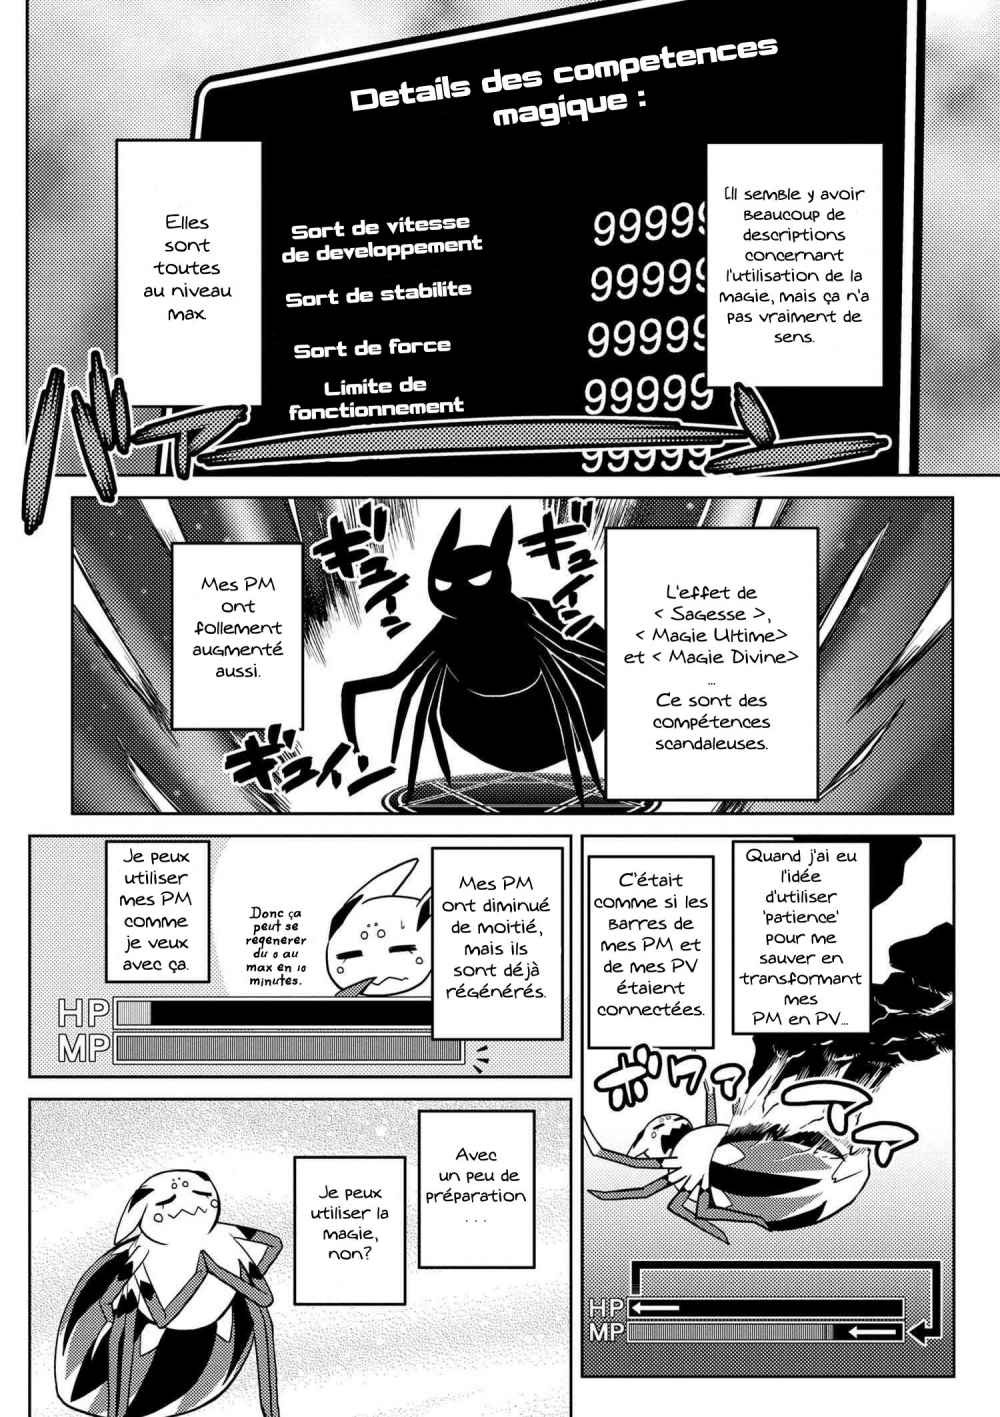 Details des competences
magique :
[Il semble y avoir
beaucoup de
descriptions
concernant
l'utilisation de la
magie, mais ça n'a
pas vraiment de
sens.
Sort de vitesse
de developpement
99999
Sort de stabilite
99999
Sort de force
99999
Limite de
fonctionnement
99999
99999
Elles
sont
toutes
au niveau
max.
L'effet de
< Sagesse >,
< Magie Ultime>
et < Magie Divine>
...
Ce sont des
compétences
scandaleuses.
ギュイーン
ギュイーン
Mes PM
ont
follement
augmenté
aussi.
ギュイン
Quand j'ai eu
l'idée
d'utiliser
'patience'
pour me
sauver en
transformant
mes
PM en PV...
C'était
comme si les
barres de
mes PM et
de mes PV
étaient
connectées.
ボワァアア
HP
MP
Mes PM
ont diminué
de moitié,
mais ils
sont déjà
régénérés.
Donc ça
peut se
régénérer
du 0 au
max en 10
minutes.
Je peux
utiliser
mes PM
comme
je veux
avec ça.
HP
MP
Avec
un peu de
préparation
. . .
Je peux
utiliser la
magie,
non?